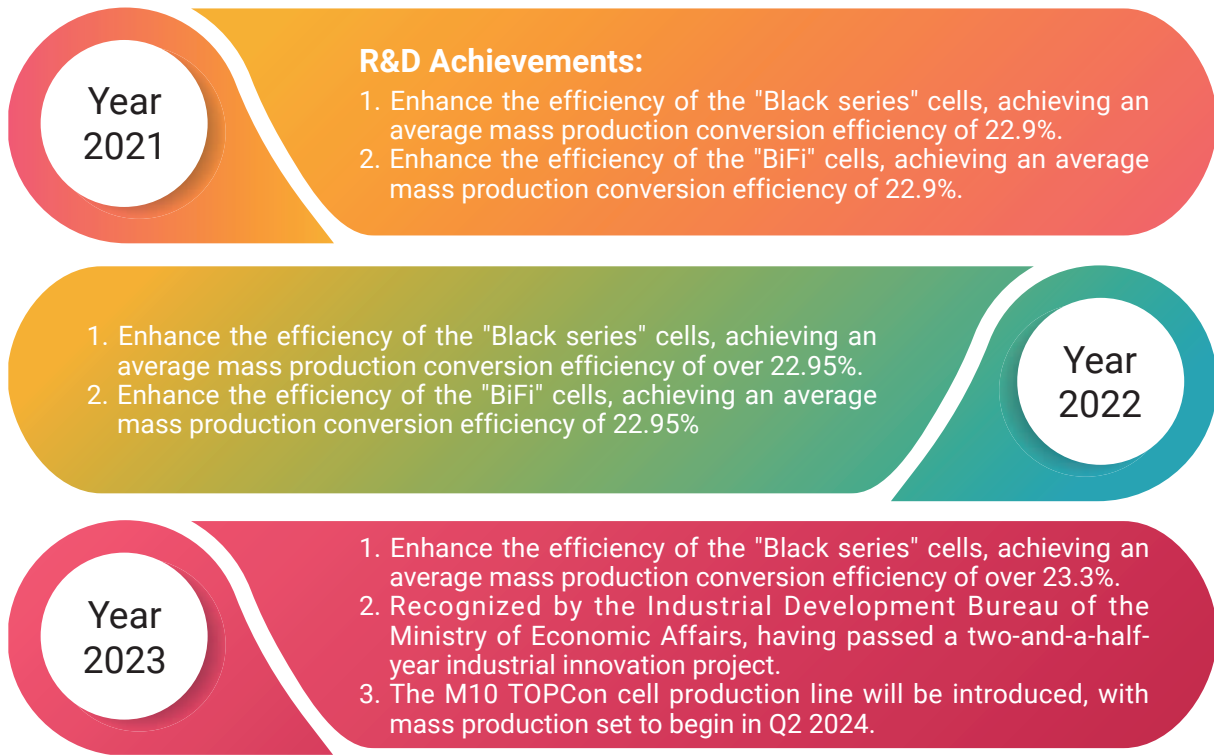 Year
2021
R&D Achievements:
1. Enhance the efficiency of the "Black series" cells, achieving an
average mass production conversion efficiency of 22.9%.
2. Enhance the efficiency of the "BiFi" cells, achieving an average
mass production conversion efficiency of 22.9%.
1. Enhance the efficiency of the "Black series" cells, achieving an
average mass production conversion efficiency of over 22.95%.
2. Enhance the efficiency of the "BiFi" cells, achieving an average
mass production conversion efficiency of 22.95%
Year
2022
Year
2023
1. Enhance the efficiency of the "Black series" cells, achieving an
average mass production conversion efficiency of over 23.3%.
2. Recognized by the Industrial Development Bureau of the
Ministry of Economic Affairs, having passed a two-and-a-half-
year industrial innovation project.
3. The M10 TOPCon cell production line will be introduced, with
mass production set to begin in Q2 2024.